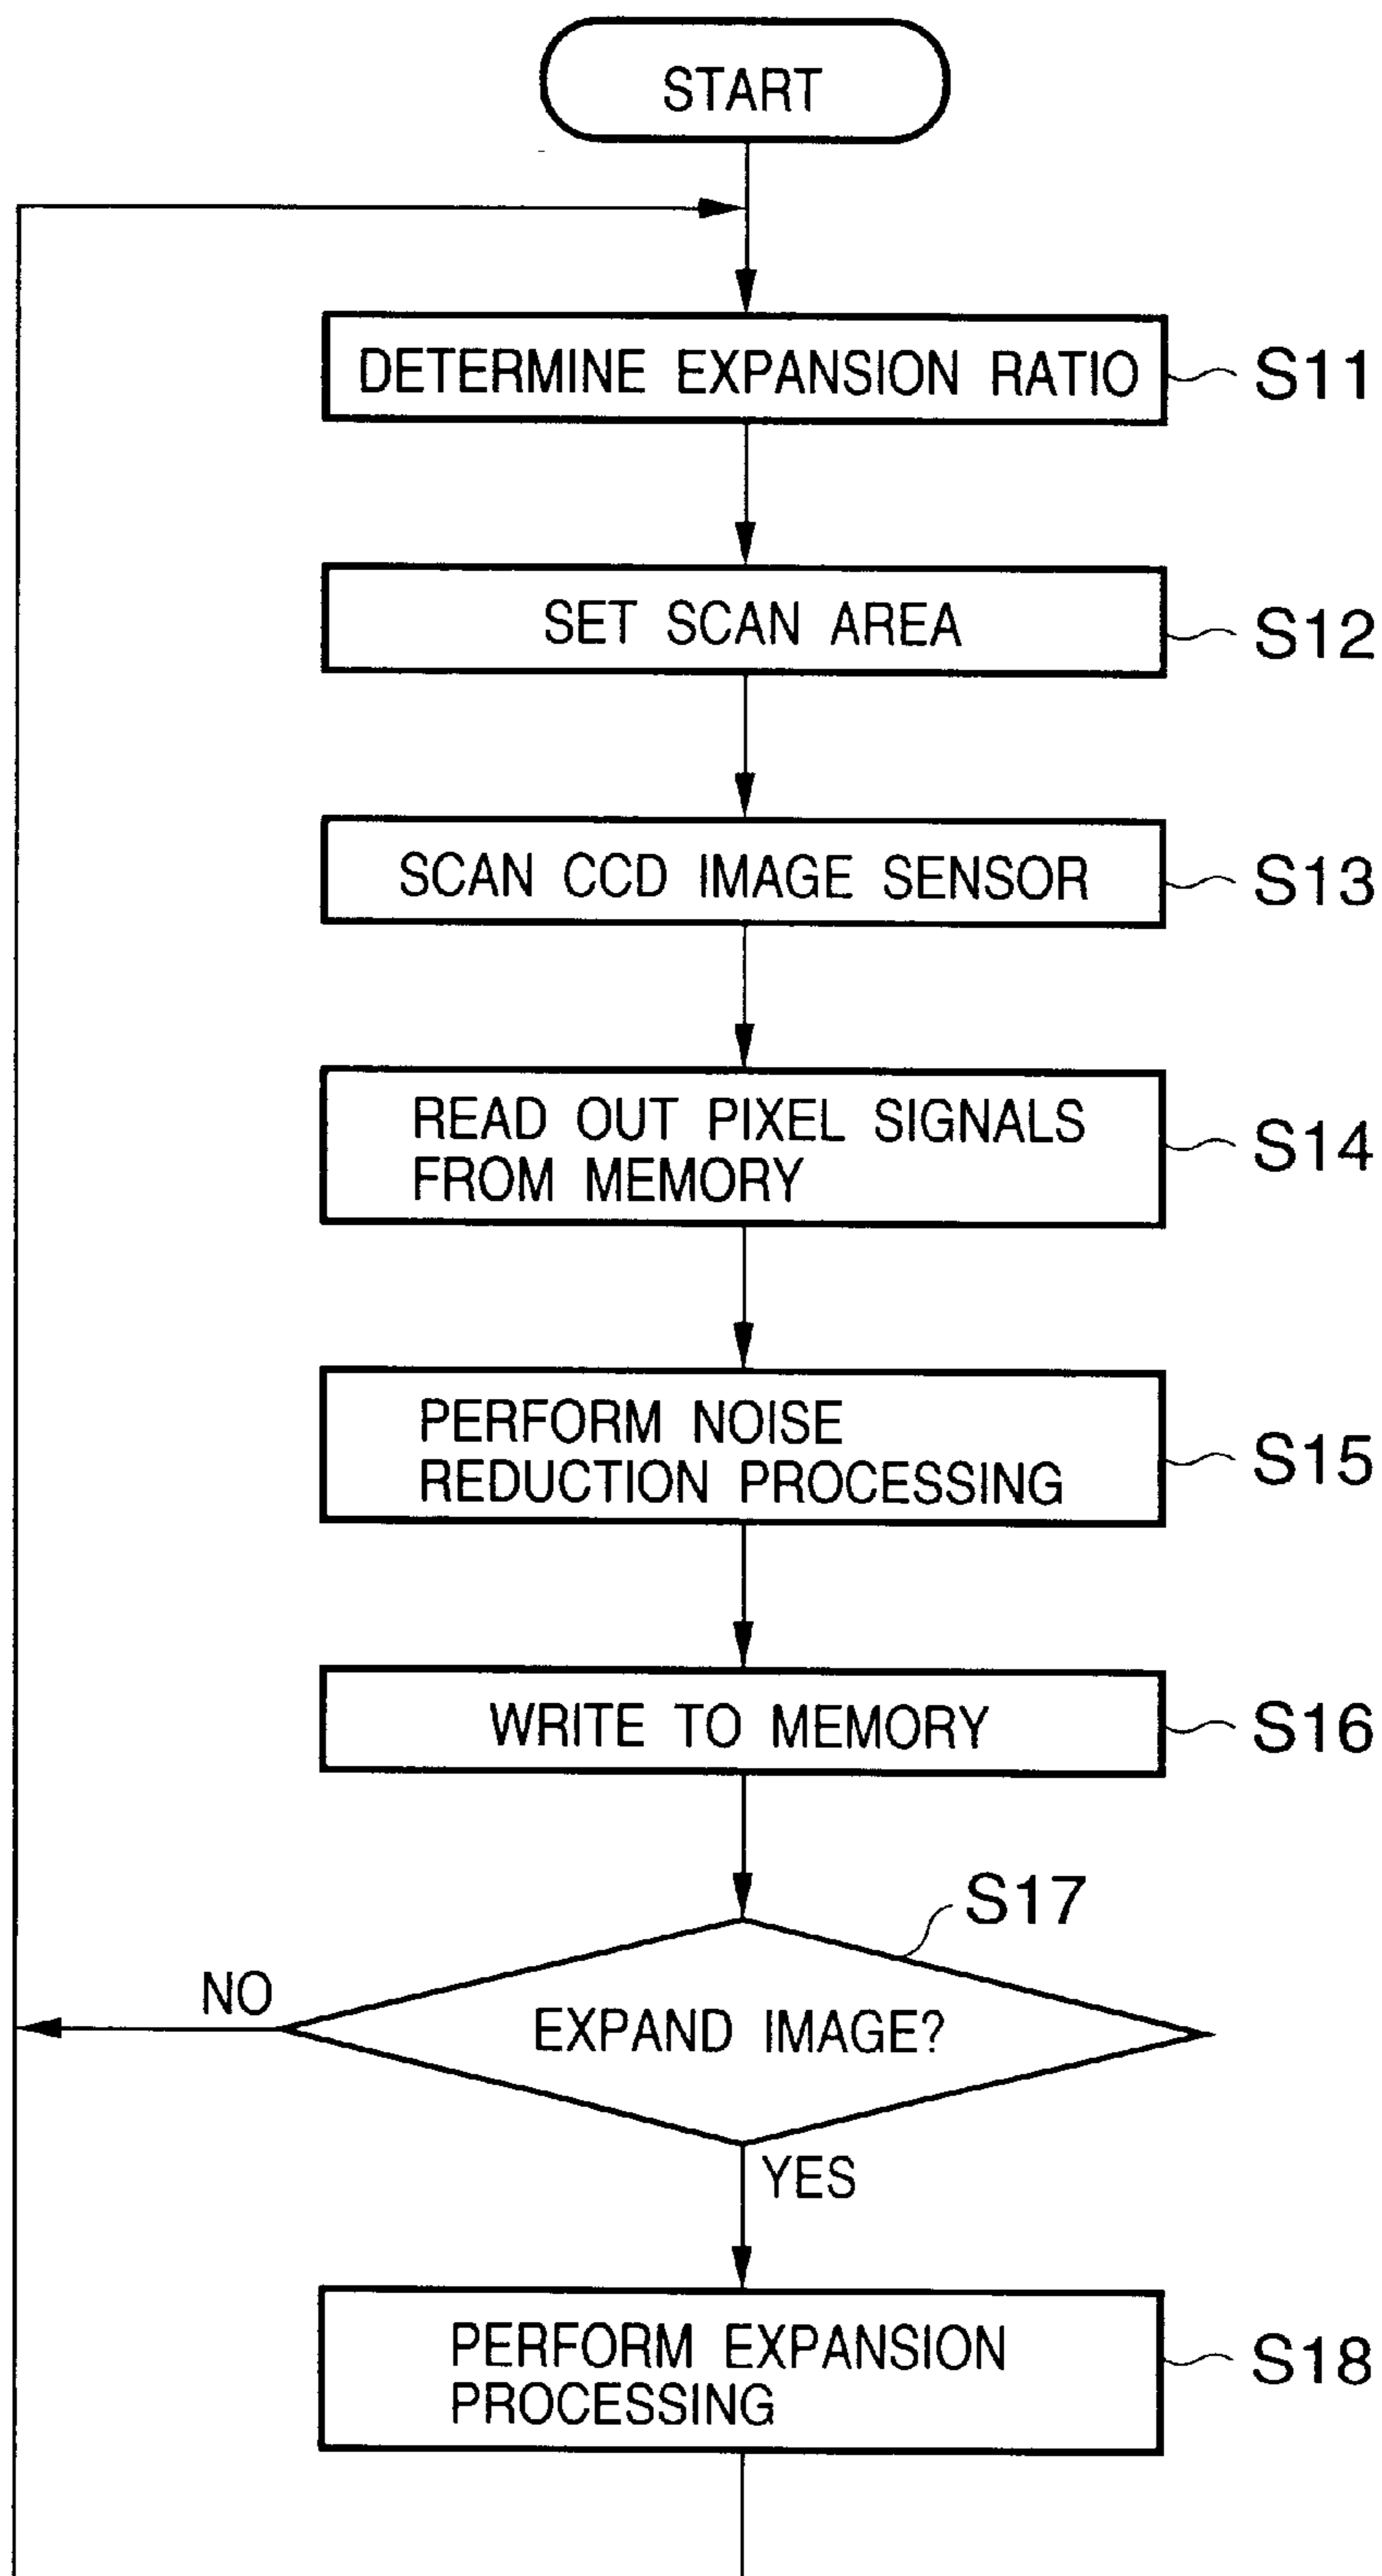 START
DETERMINE EXPANSION RATIO
S11
SET SCAN AREA
S12
SCAN CCD IMAGE SENSOR
S13
READ OUT PIXEL SIGNALS
FROM MEMORY
S14
PERFORM NOISE
REDUCTION PROCESSING
S15
WRITE TO MEMORY
S16
S17
NO
EXPAND IMAGE?
YES
PERFORM EXPANSION
PROCESSING
S18